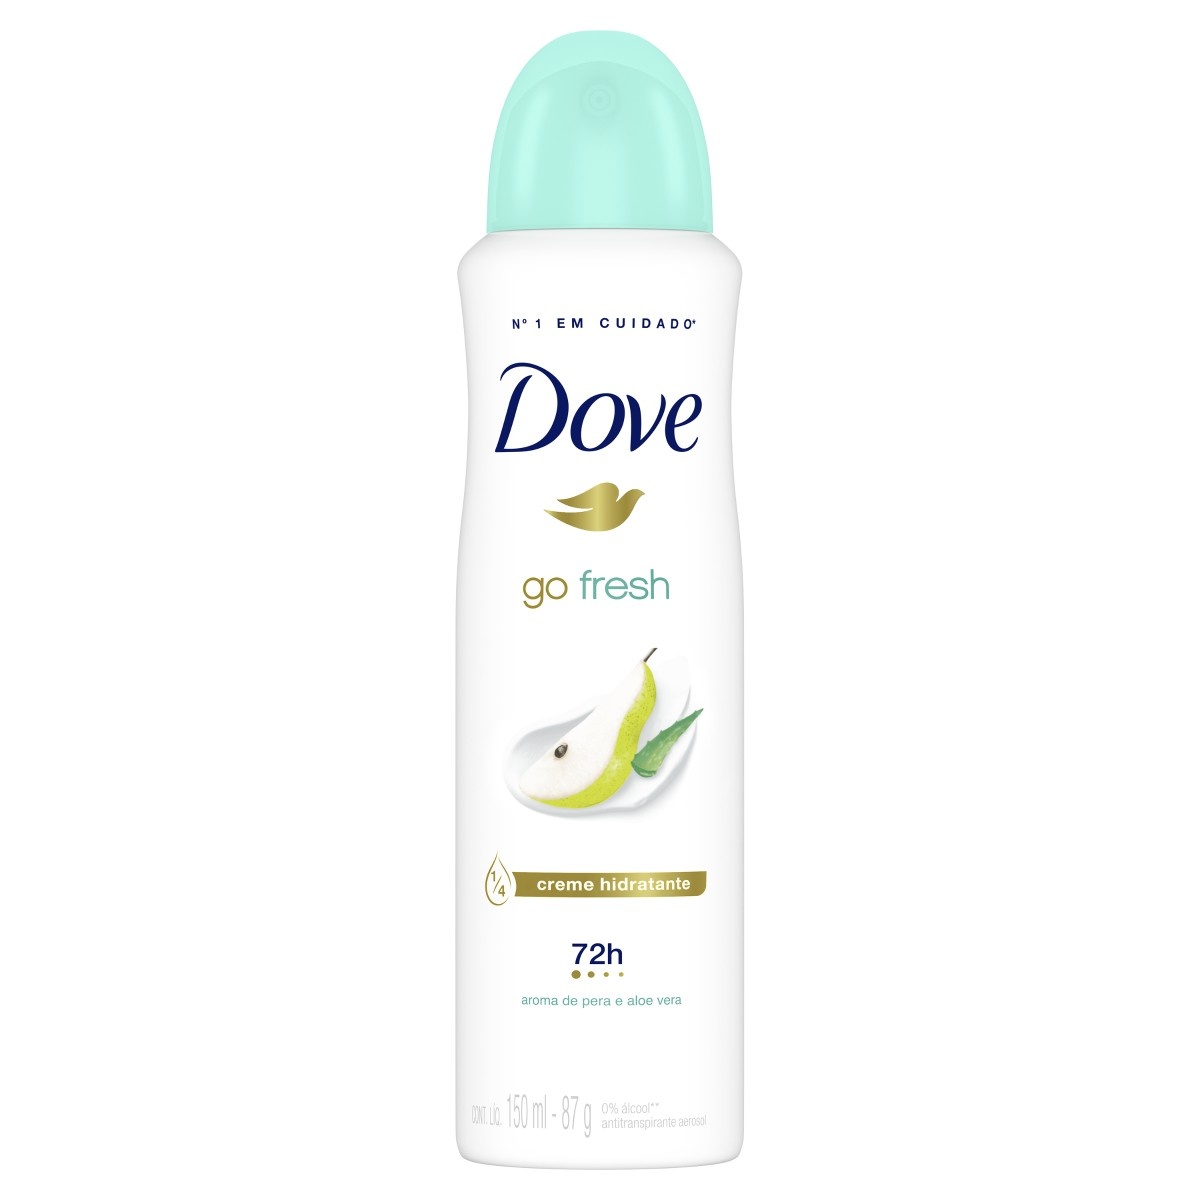 Nº 1 EM CUIDADO*
Dove
go fresh
1/4
creme hidratante
72h
aroma de pera e aloe vera
CONT. LÍQ. 150 ml - 87 g
0% álcool**
antitranspirante aerosol